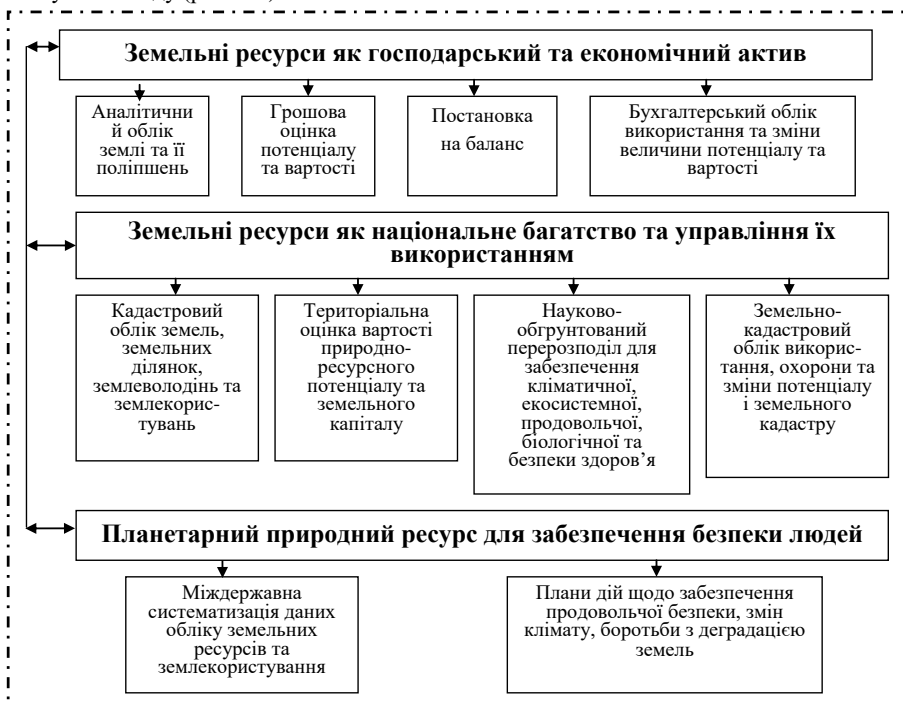 Земельні ресурси як господарський та економічний актив
Аналітични
й облік
землі та її
поліпшень
Грошова
оцінка
потенціалу
та вартості
Постановка
на баланс
Бухгалтерський облік
використання та зміни
величини потенціалу та
вартості
Земельні ресурси як національне багатство та управління їх
використанням
Кадастровий
облік земель,
земельних
ділянок,
землеволодінь та
землекорис-
тувань
Територіальна
оцінка вартості
природно-
ресурсного
потенціалу та
земельного
капіталу
Науково-
обгрунтований
перерозподіл для
забезпечення
кліматичної,
екосистемної,
продовольчої,
біологічної та
безпеки здоров’я
Земельно-
кадастровий
облік викорис-
тання, охорони та
зміни потенціалу
і земельного
кадастру
Планетарний природний ресурс для забезпечення безпеки людей
Міждержавна
систематизація даних
обліку земельних
ресурсів та
землекористування
Плани дій щодо забезпечення
продовольчої безпеки, змін
клімату, боротьби з деградацією
земель